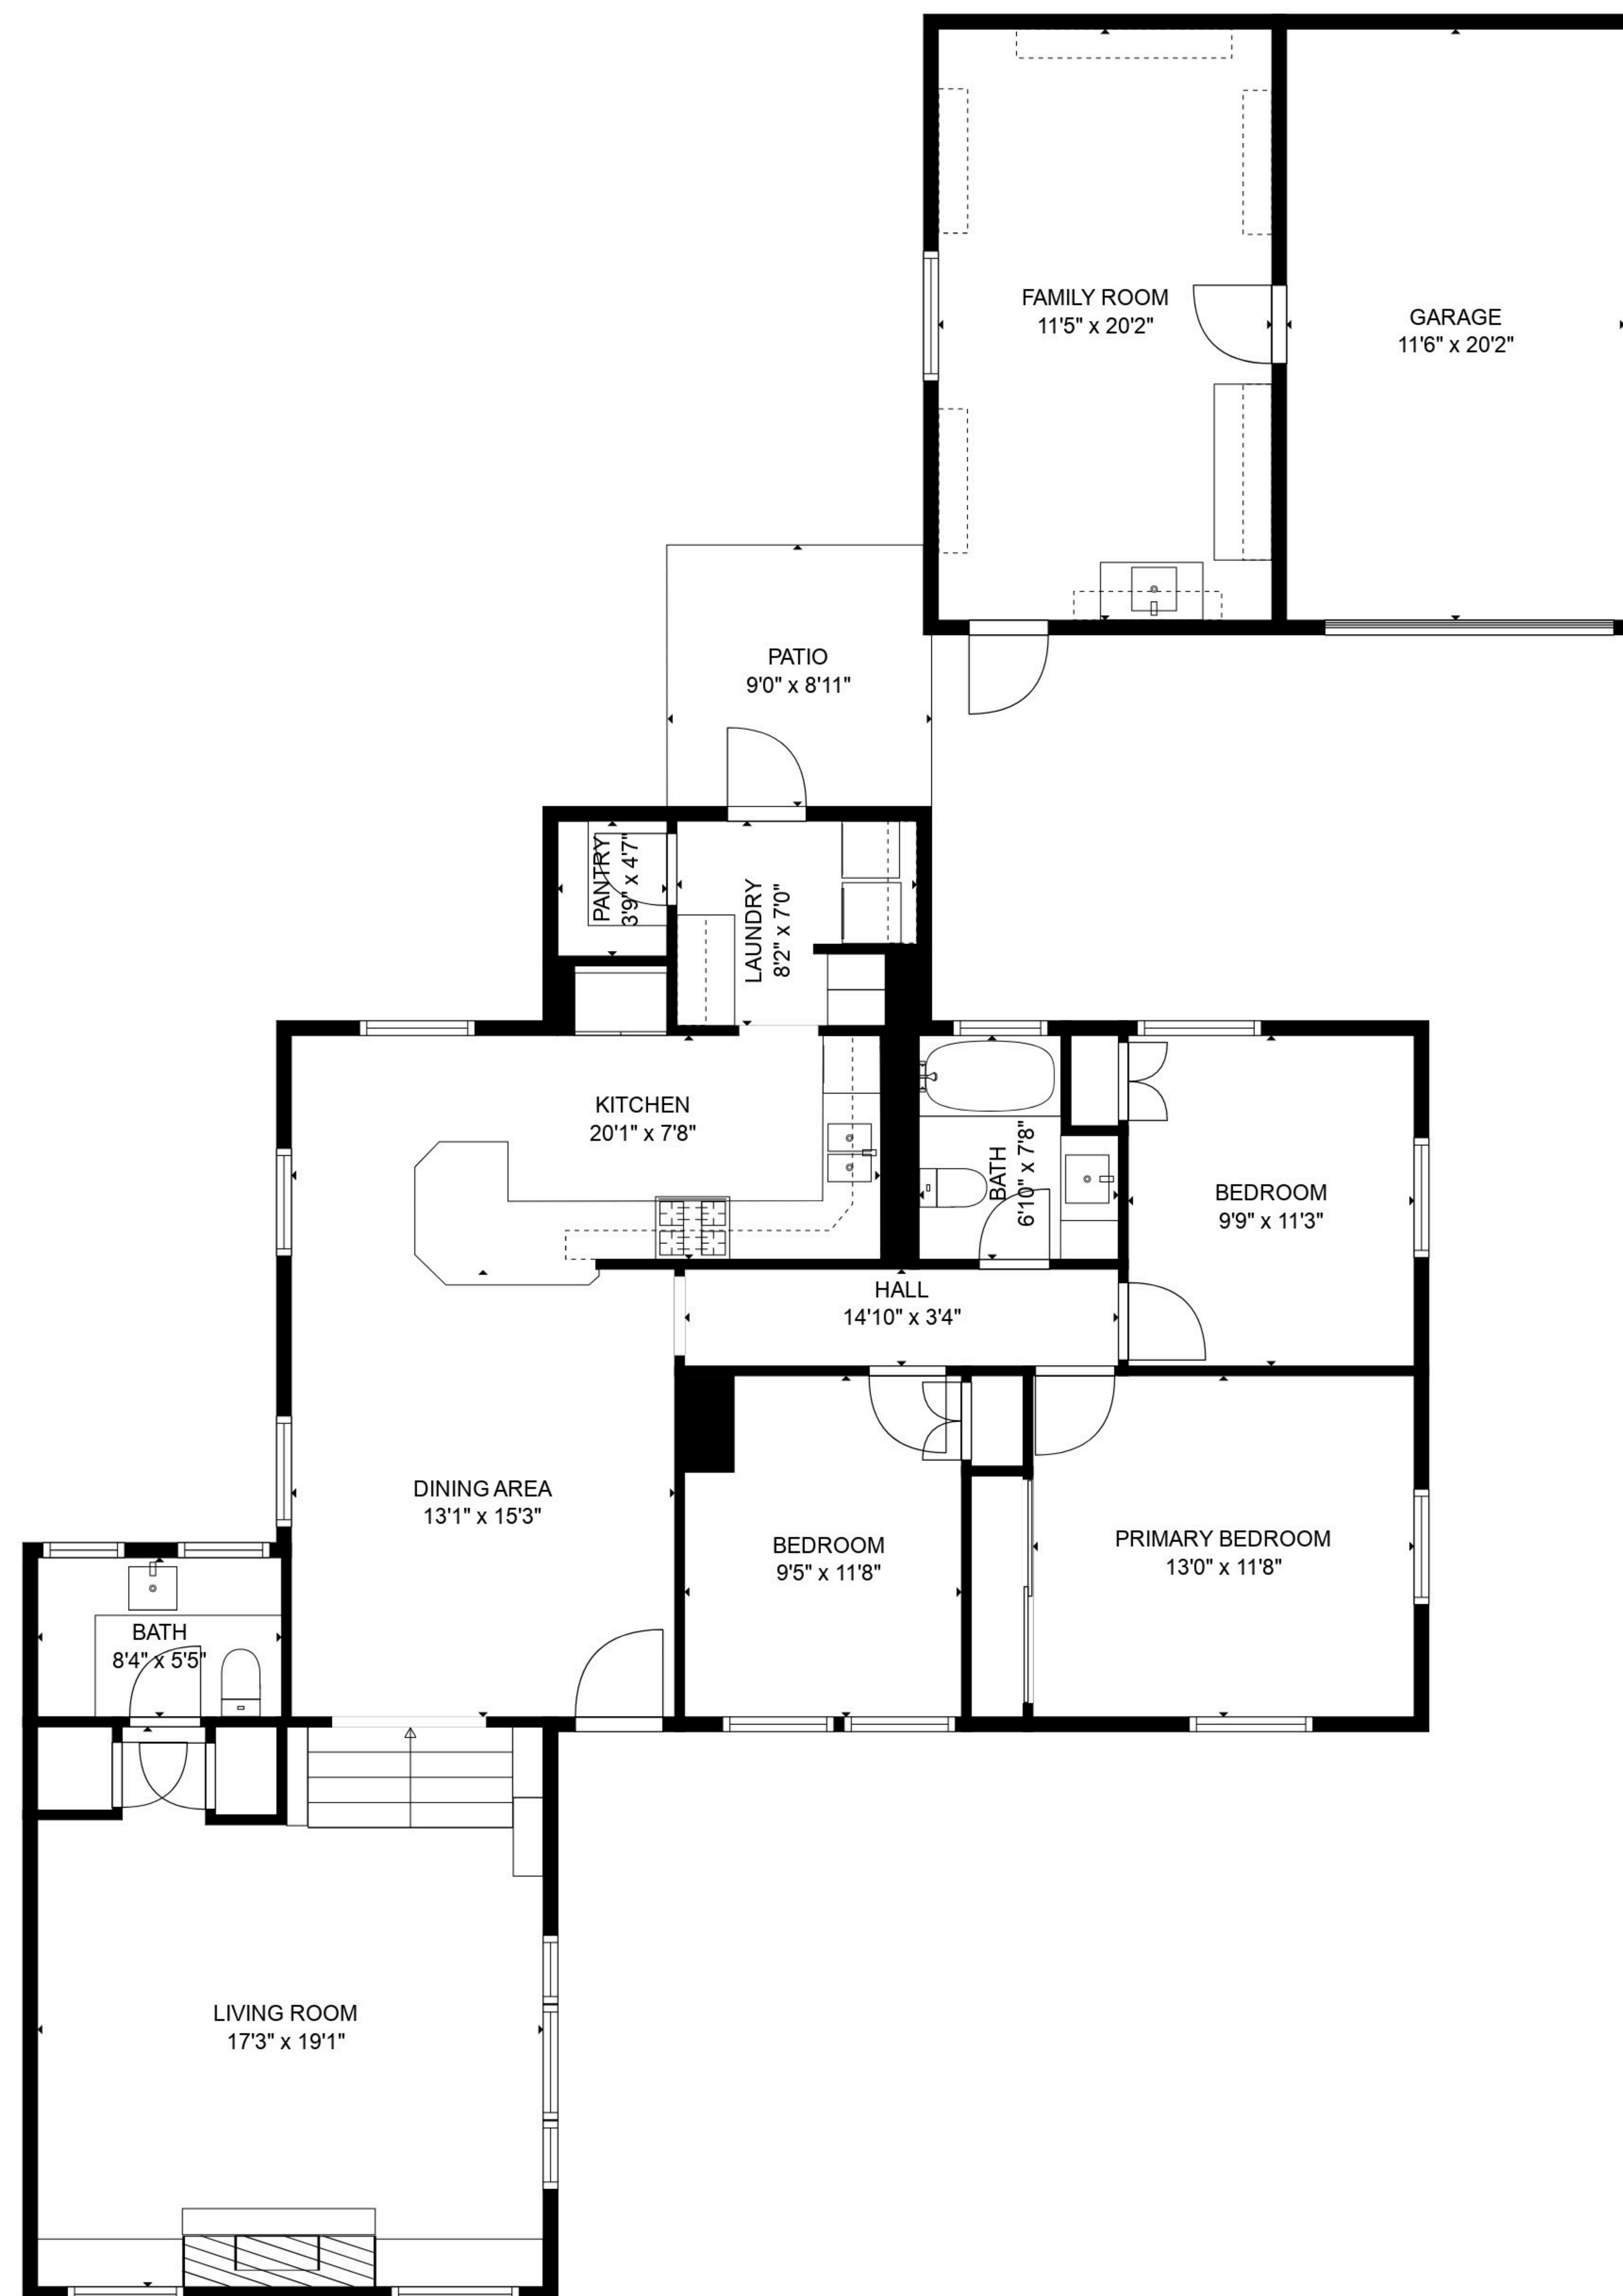 FAMILY ROOM
11'5" x 20'2"
GARAGE
11'6" x 20'2"
PATIO
9'0" x 8'11"
PANTRY
3'9" x 4'7"
LAUNDRY
8'2" x 7'0"
KITCHEN
20'1" x 7'8"
BATH
6'10" x 7'8"
BEDROOM
9'9" x 11'3"
HALL
14'10" x 3'4"
DINING AREA
13'1" x 15'3"
BEDROOM
9'5" x 11'8"
PRIMARY BEDROOM
13'0" x 11'8"
BATH
8'4" x 5'5"
LIVING ROOM
17'3" x 19'1"